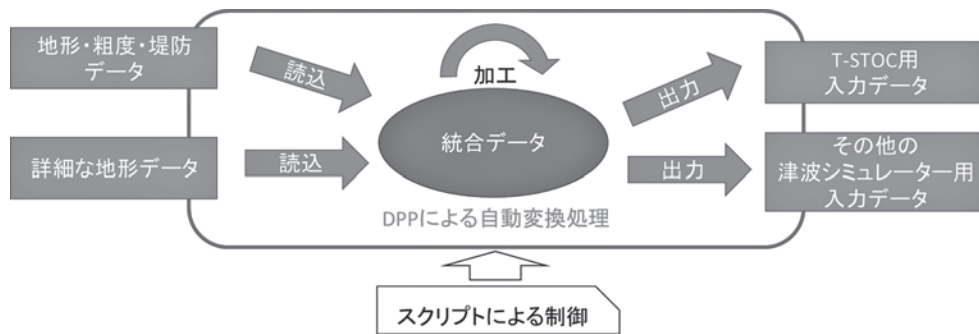 地形・粗度・堤防
データ
詳細な地形データ
読込
読込
加工
統合データ
DPPによる自動変換処理
出力
出力
T-STOC用
入力データ
その他の
津波シミュレーター用
入力データ
スクリプトによる制御